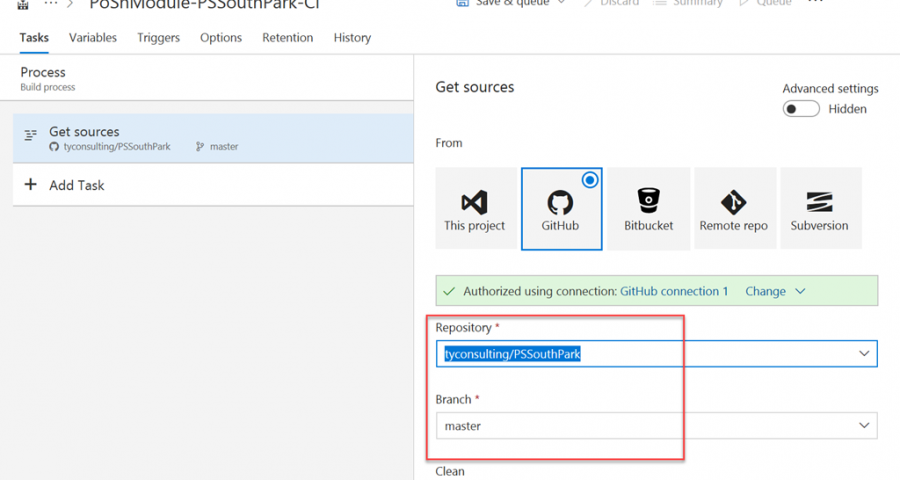 ... > PoShModule-PSSouthPark-CI
Save & queue Discard Summary Queue ...
Tasks Variables Triggers Options Retention History
Process
Build process
Get sources
tyconsulting/PSSouthPark master
+ Add Task
Get sources
Advanced settings
Hidden
From
This project GitHub Bitbucket Remote repo Subversion
Authorized using connection: GitHub connection 1 Change
Repository *
tyconsulting/PSSouthPark
Branch *
master
Clean